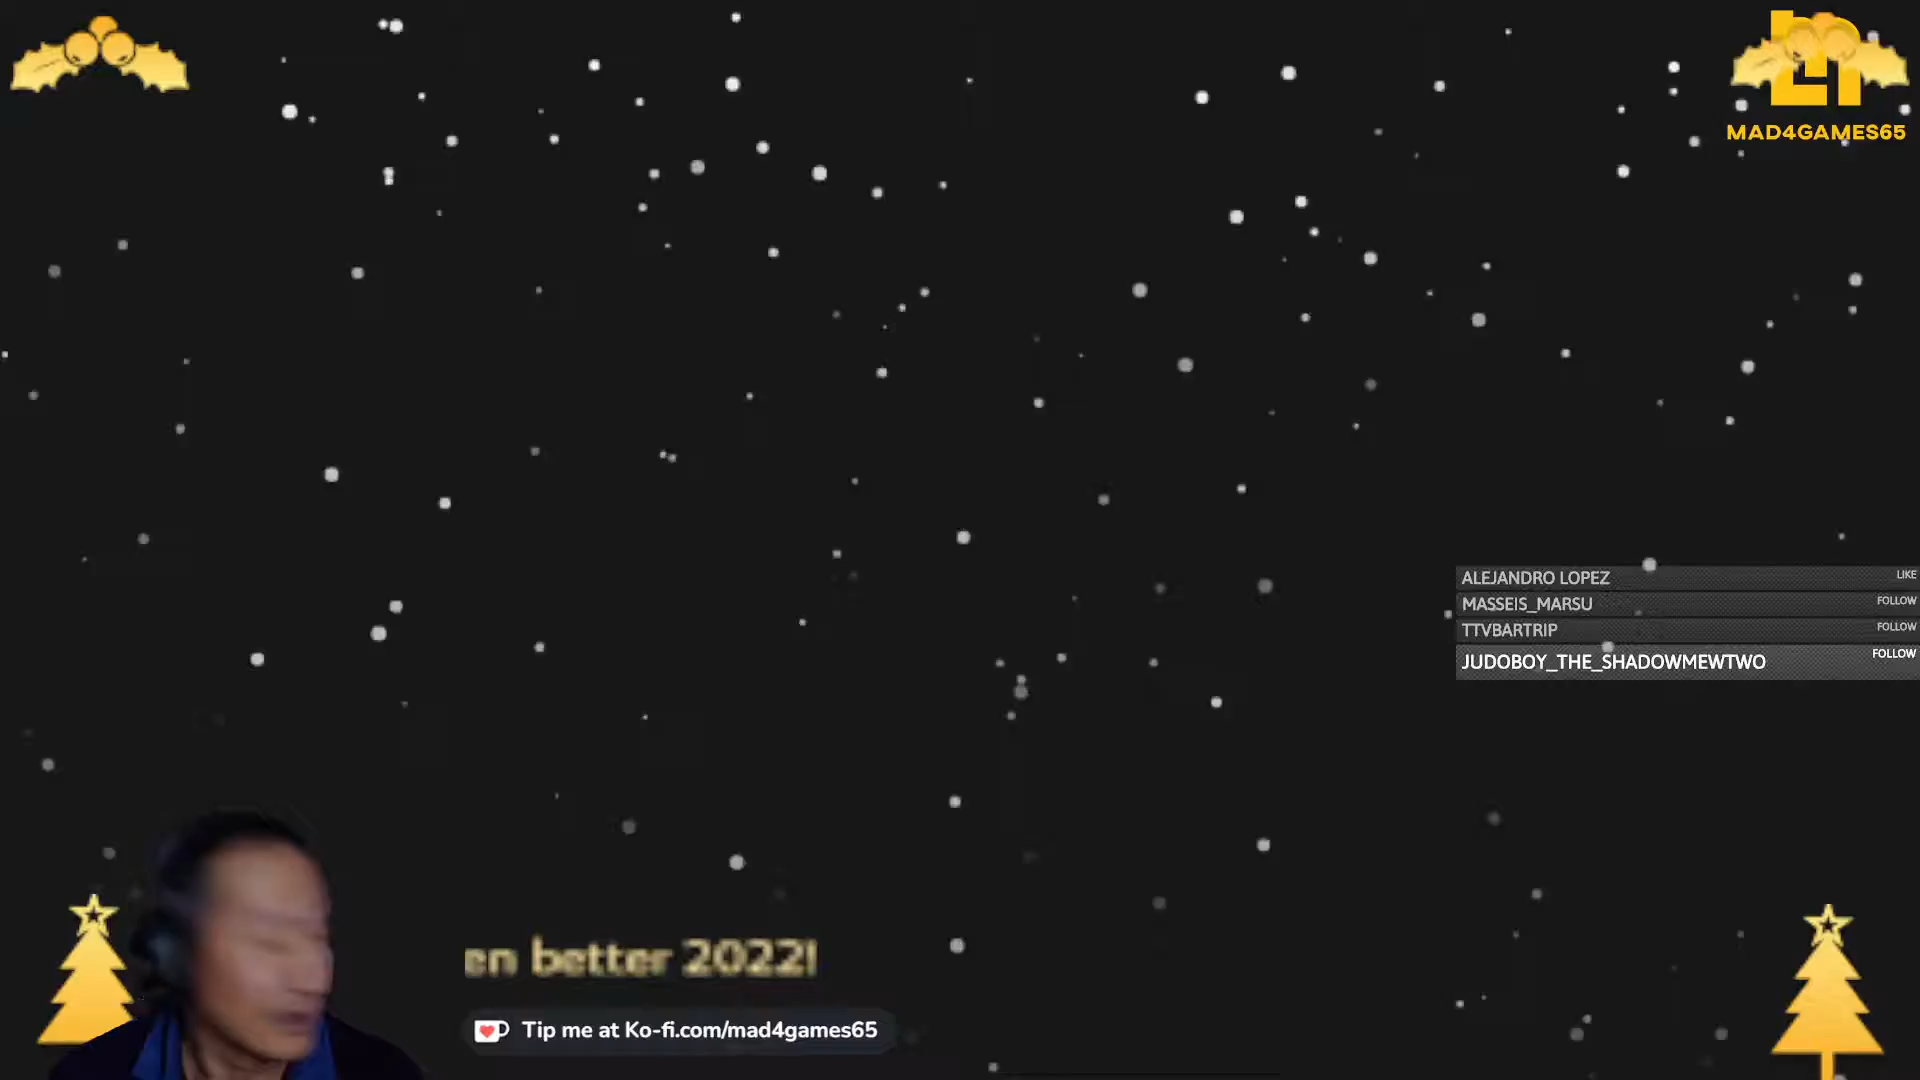 MAD4GAMES65
ALEJANDRO LOPEZ LIKE
MASSEIS_MARSU FOLLOW
TTVBARTRIP FOLLOW
JUDOBOY_THE_SHADOWMEWTWO FOLLOW
en better 2022!
Tip me at Ko-fi.com/mad4games65